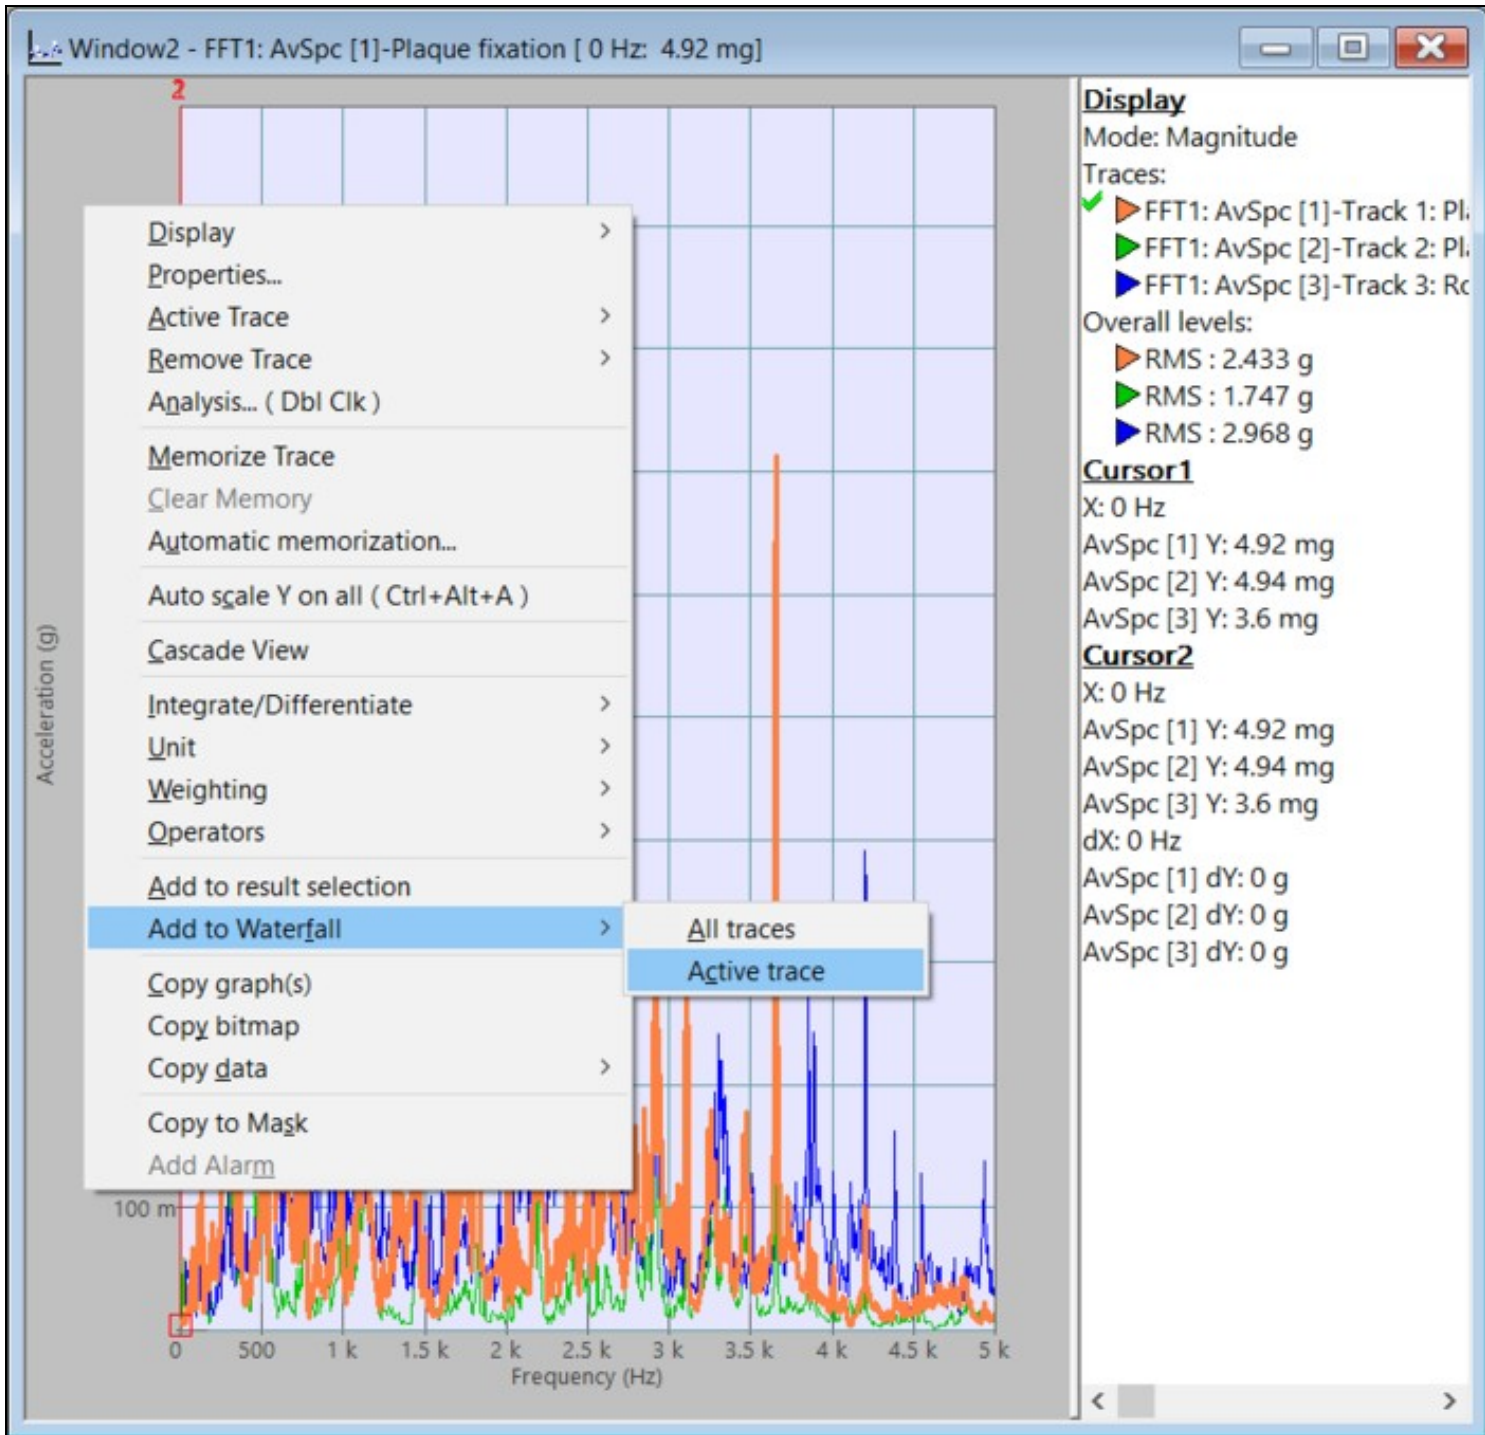 Window2 - FFT1: AvSpc [1]-Plaque fixation [ 0 Hz:  4.92 mg]
2
Display
Properties...
Active Trace
Remove Trace
Analysis... ( Dbl Clk )
Memorize Trace
Clear Memory
Automatic memorization...
Auto scale Y on all ( Ctrl+Alt+A )
Cascade View
Integrate/Differentiate
Unit
Weighting
Operators
Add to result selection
Add to Waterfall
Copy graph(s)
Copy bitmap
Copy data
Copy to Mask
Add Alarm
All traces
Active trace
Acceleration (g)
100 m
0 500 1 k 1.5 k 2 k 2.5 k 3 k 3.5 k 4 k 4.5 k 5 k
Frequency (Hz)
Display
Mode: Magnitude
Traces:
FFT1: AvSpc [1]-Track 1: Pl
FFT1: AvSpc [2]-Track 2: Pl
FFT1: AvSpc [3]-Track 3: Ro
Overall levels:
RMS : 2.433 g
RMS : 1.747 g
RMS : 2.968 g
Cursor1
X: 0 Hz
AvSpc [1] Y: 4.92 mg
AvSpc [2] Y: 4.94 mg
AvSpc [3] Y: 3.6 mg
Cursor2
X: 0 Hz
AvSpc [1] Y: 4.92 mg
AvSpc [2] Y: 4.94 mg
AvSpc [3] Y: 3.6 mg
dX: 0 Hz
AvSpc [1] dY: 0 g
AvSpc [2] dY: 0 g
AvSpc [3] dY: 0 g